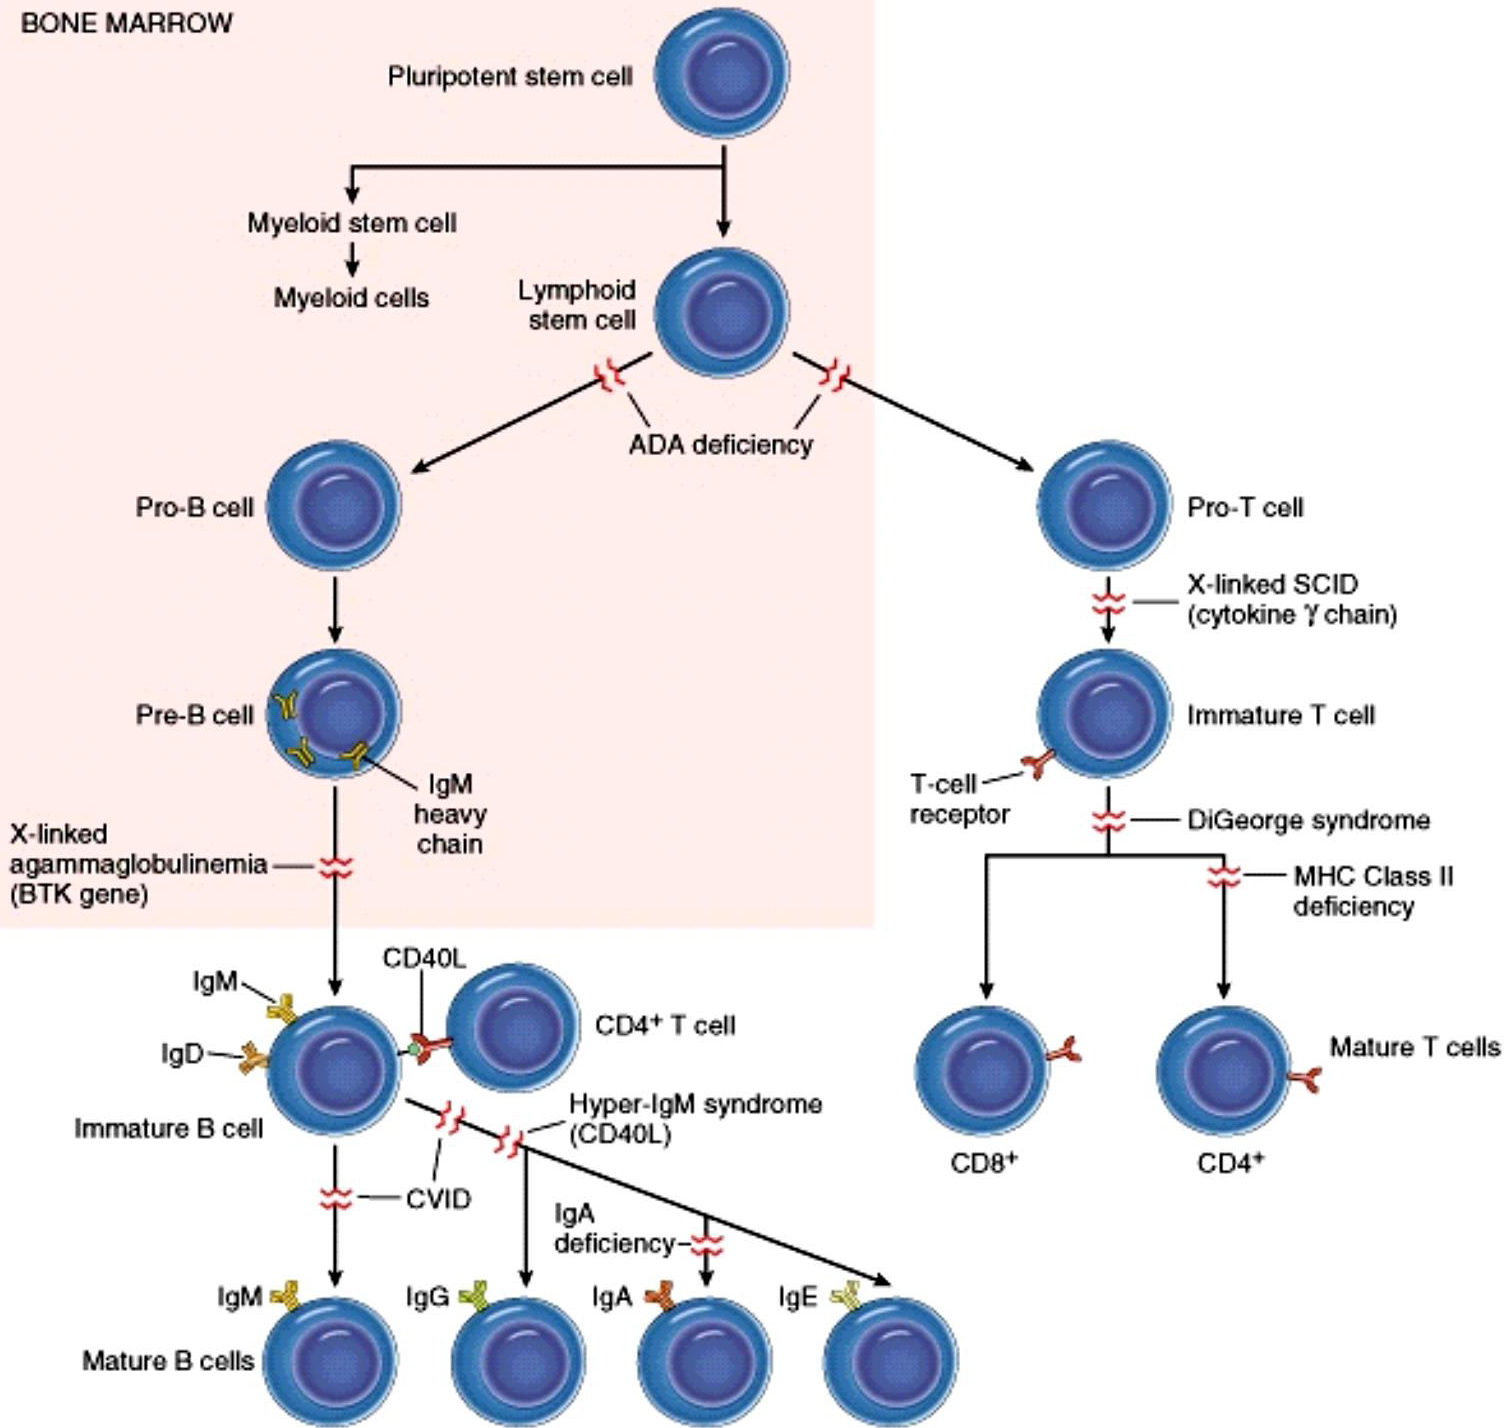 BONE MARROW
Pluripotent stem cell
Myeloid stem cell
Myeloid cells
Lymphoid
stem cell
ADA deficiency
Pro-B cell
Pro-T cell
X-linked SCID
(cytokine γ chain)
Pre-B cell
Immature T cell
IgM
heavy
chain
T-cell
receptor
X-linked
agammaglobulinemia
(BTK gene)
DiGeorge syndrome
MHC Class II
deficiency
CD40L
IgM
CD4+ T cell
IgD
Mature T cells
Immature B cell
Hyper-IgM syndrome
(CD40L)
CD8+
CD4+
CVID
IgA
deficiency
IgM
IgG
IgA
IgE
Mature B cells